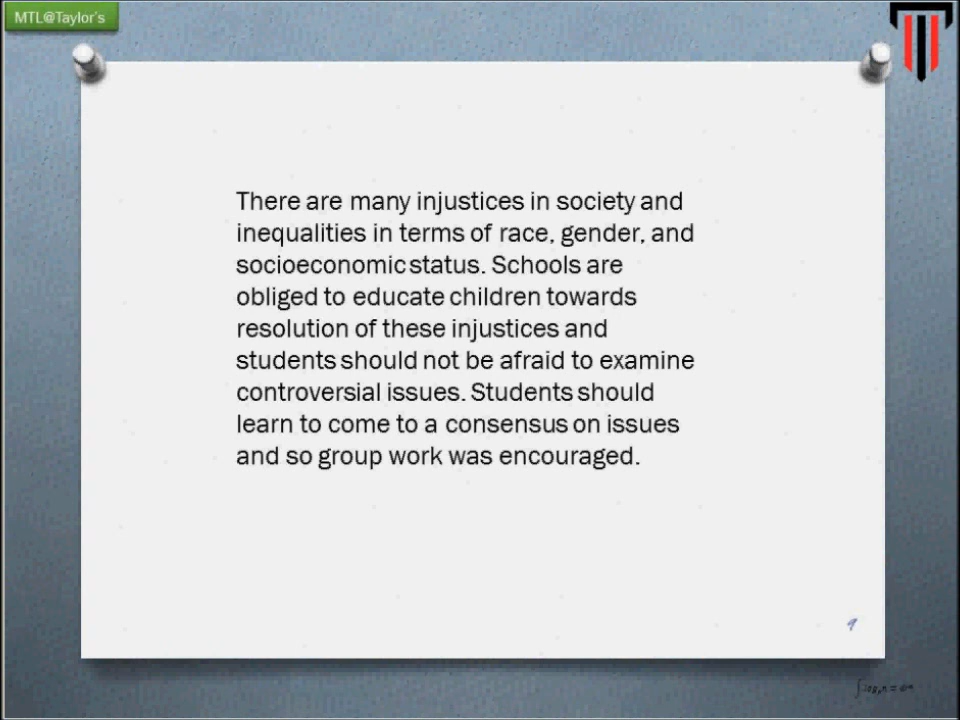 MTL@Taylor's
There are many injustices in society and
inequalities in terms of race, gender, and
socioeconomic status. Schools are
obliged to educate children towards
resolution of these injustices and
students should not be afraid to examine
controversial issues. Students should
learn to come to a consensus on issues
and so group work was encouraged.
9